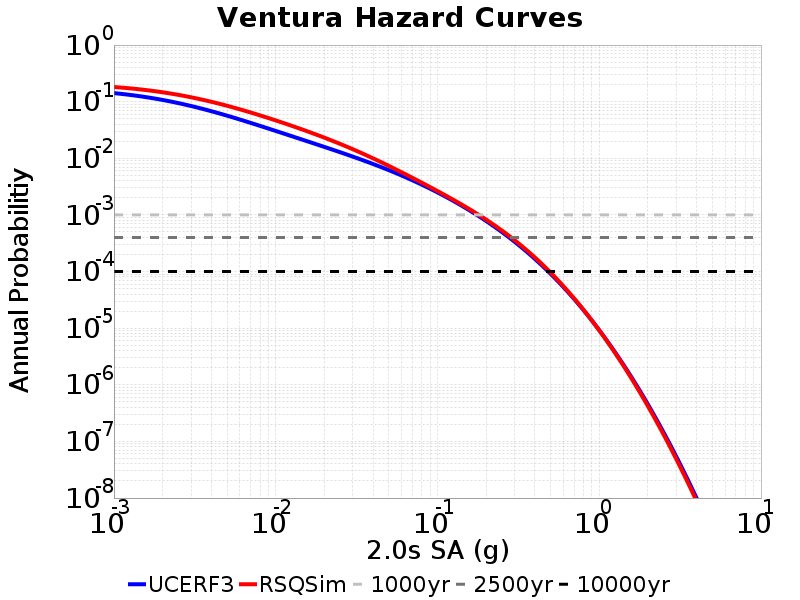 Ventura Hazard Curves
10^0
10^-1
10^-2
10^-3
10^-4
10^-5
10^-6
10^-7
10^-8
Annual Probabilitiy
10^-3 10^-2 10^-1 10^0 10^1
2.0s SA (g)
UCERF3 RSQSim 1000yr 2500yr 10000yr